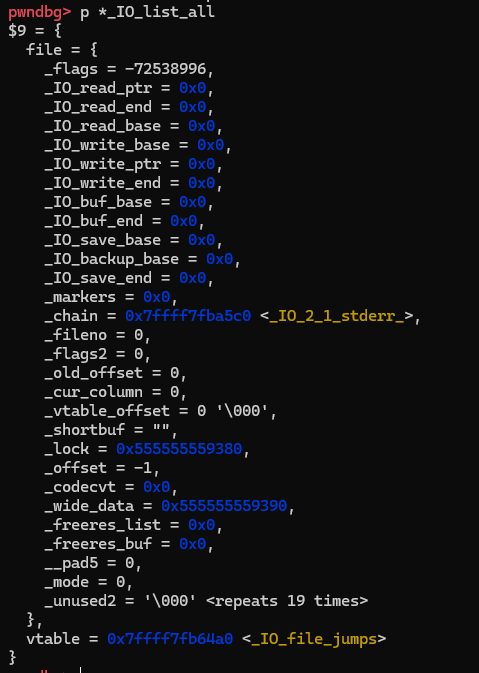 pwndbg> p *_IO_list_all
$9 = {
  file = {
    _flags = -72538996,
    _IO_read_ptr = 0x0,
    _IO_read_end = 0x0,
    _IO_read_base = 0x0,
    _IO_write_base = 0x0,
    _IO_write_ptr = 0x0,
    _IO_write_end = 0x0,
    _IO_buf_base = 0x0,
    _IO_buf_end = 0x0,
    _IO_save_base = 0x0,
    _IO_backup_base = 0x0,
    _IO_save_end = 0x0,
    _markers = 0x0,
    _chain = 0x7ffff7fba5c0 <_IO_2_1_stderr_>,
    _fileno = 0,
    _flags2 = 0,
    _old_offset = 0,
    _cur_column = 0,
    _vtable_offset = 0 '\000',
    _shortbuf = "",
    _lock = 0x555555559380,
    _offset = -1,
    _codecvt = 0x0,
    _wide_data = 0x555555559390,
    _freeres_list = 0x0,
    _freeres_buf = 0x0,
    __pad5 = 0,
    _mode = 0,
    _unused2 = '\000' <repeats 19 times>
  },
  vtable = 0x7ffff7fb64a0 <_IO_file_jumps>
}